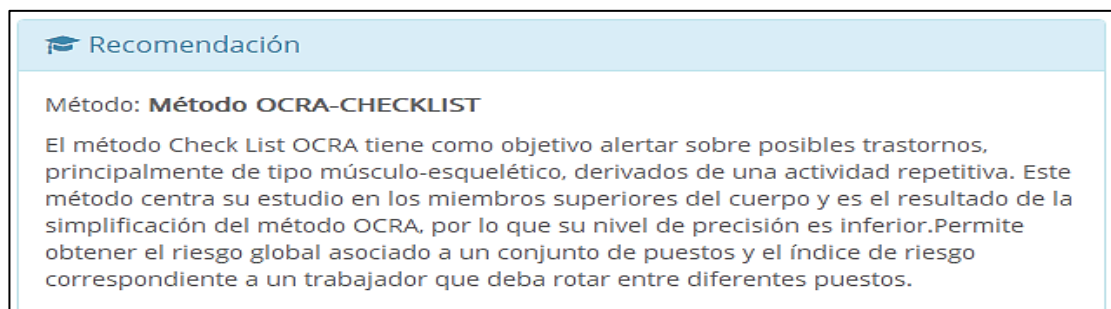 Recomendación
Método: Método OCRA-CHECKLIST
El método Check List OCRA tiene como objetivo alertar sobre posibles trastornos,
principalmente de tipo músculo-esquelético, derivados de una actividad repetitiva. Este
método centra su estudio en los miembros superiores del cuerpo y es el resultado de la
simplificación del método OCRA, por lo que su nivel de precisión es inferior.Permite
obtener el riesgo global asociado a un conjunto de puestos y el índice de riesgo
correspondiente a un trabajador que deba rotar entre diferentes puestos.